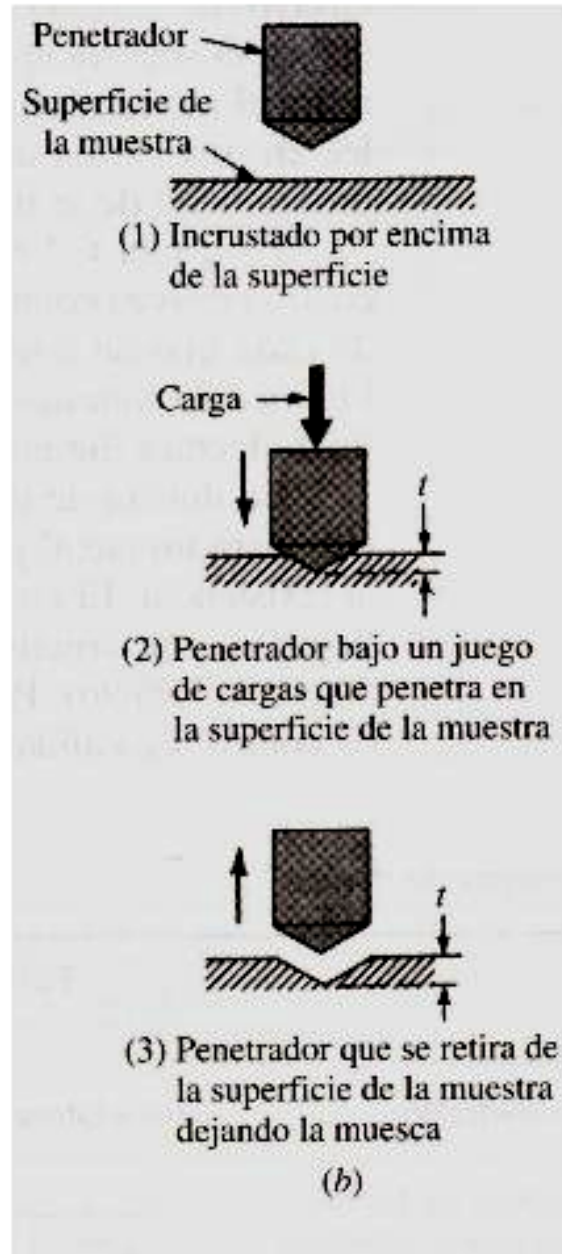 Penetrador
Superficie de
la muestra
(1) Incrustado por encima
de la superficie
Carga
t
(2) Penetrador bajo un juego
de cargas que penetra en
la superficie de la muestra
t
(3) Penetrador que se retira de
la superficie de la muestra
dejando la muesca
(b)